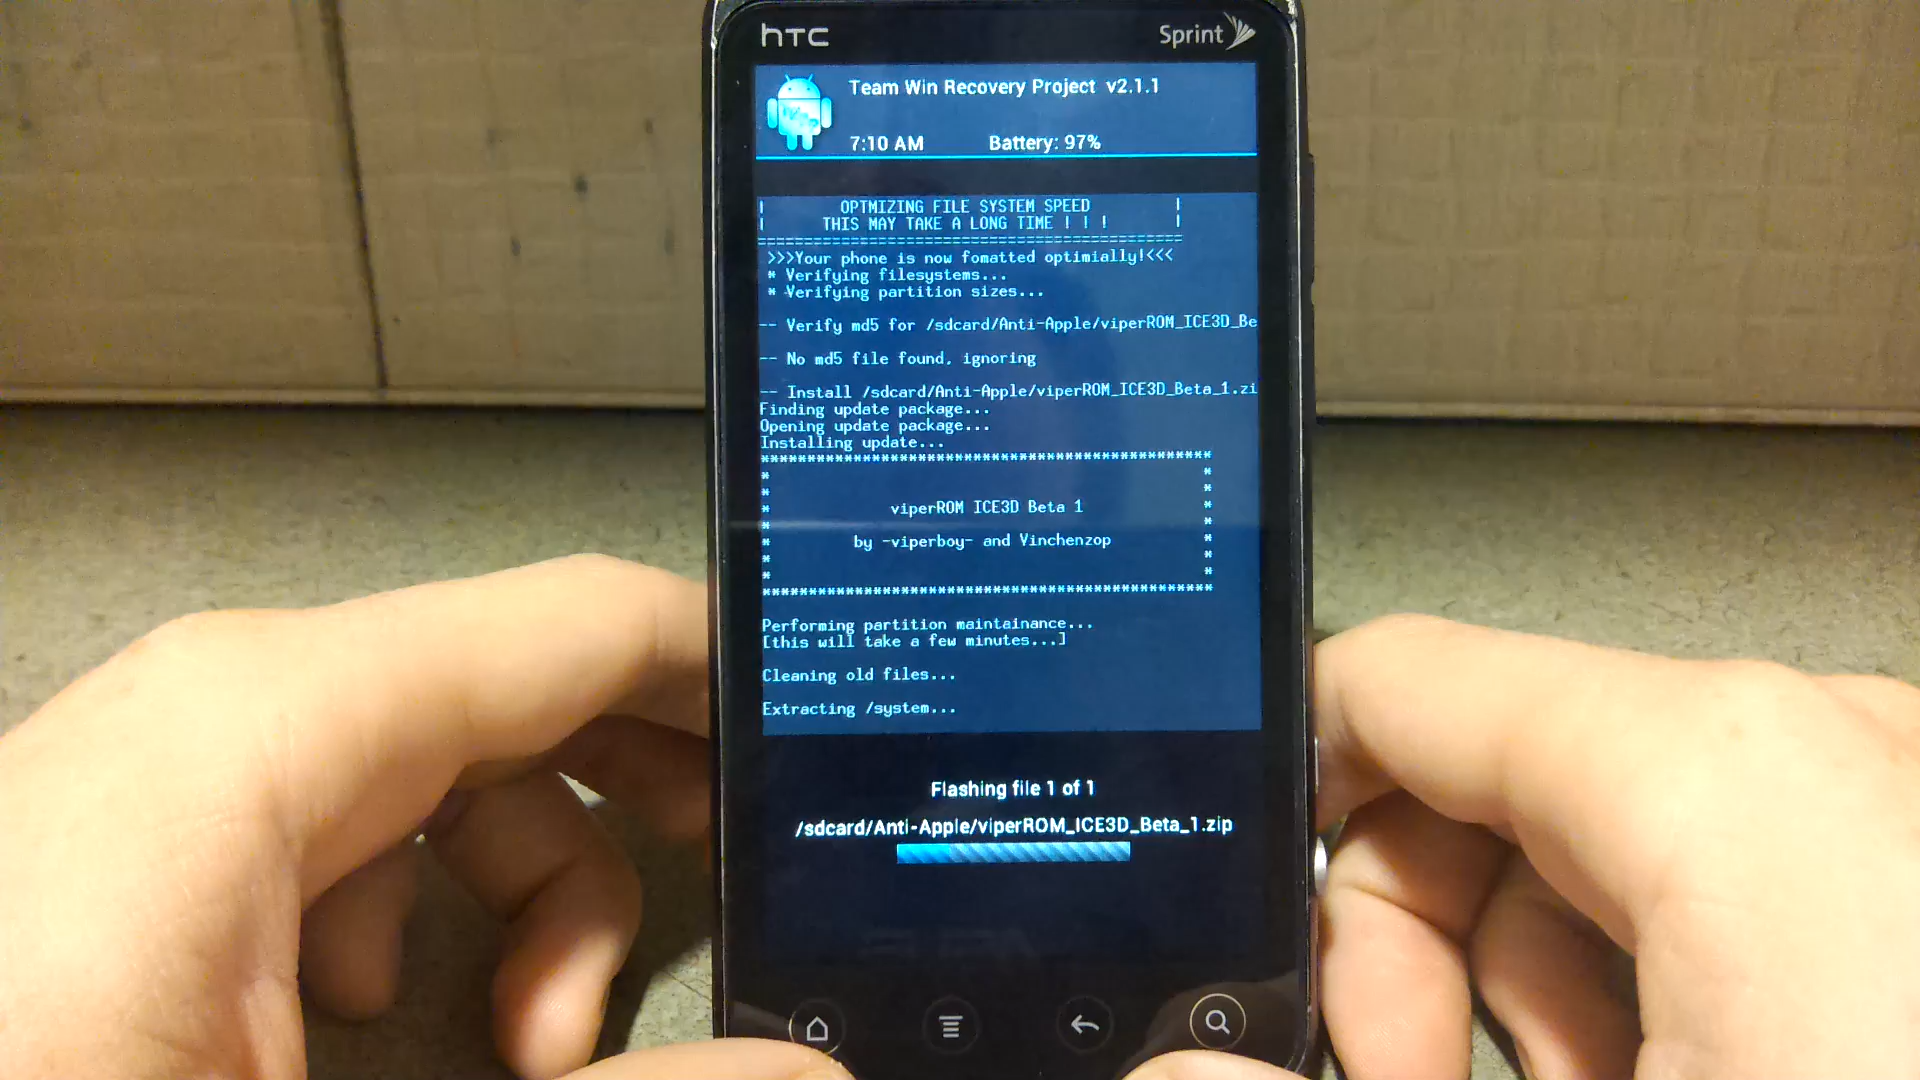 hTC
Sprint
Team Win Recovery Project v2.1.1
7:10 AM Battery: 97%
| OPTMIZING FILE SYSTEM SPEED |
| THIS MAY TAKE A LONG TIME ! ! ! |
==============================================
>>>Your phone is now fomatted optimially!<<<
* Verifying filesystems...
* Verifying partition sizes...
-- Verify md5 for /sdcard/Anti-Apple/viperROM_ICE3D_Be
-- No md5 file found, ignoring
-- Install /sdcard/Anti-Apple/viperROM_ICE3D_Beta_1.zi
Finding update package...
Opening update package...
Installing update...
*************************************************
* *
* *
* viperROM ICE3D Beta 1 *
* *
* by -viperboy- and Vinchenzop *
* *
* *
*************************************************
Performing partition maintainance...
[this will take a few minutes...]
Cleaning old files...
Extracting /system...
Flashing file 1 of 1
/sdcard/Anti-Apple/viperROM_ICE3D_Beta_1.zip